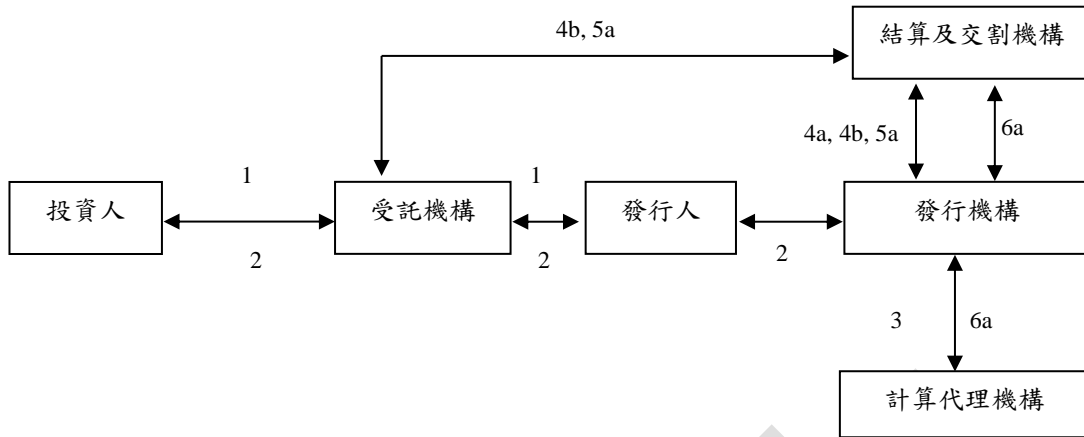 4b, 5a
結算及交割機構
4a, 4b, 5a
6a
1
1
投資人
受託機構
發行人
發行機構
2
2
2
3
6a
計算代理機構